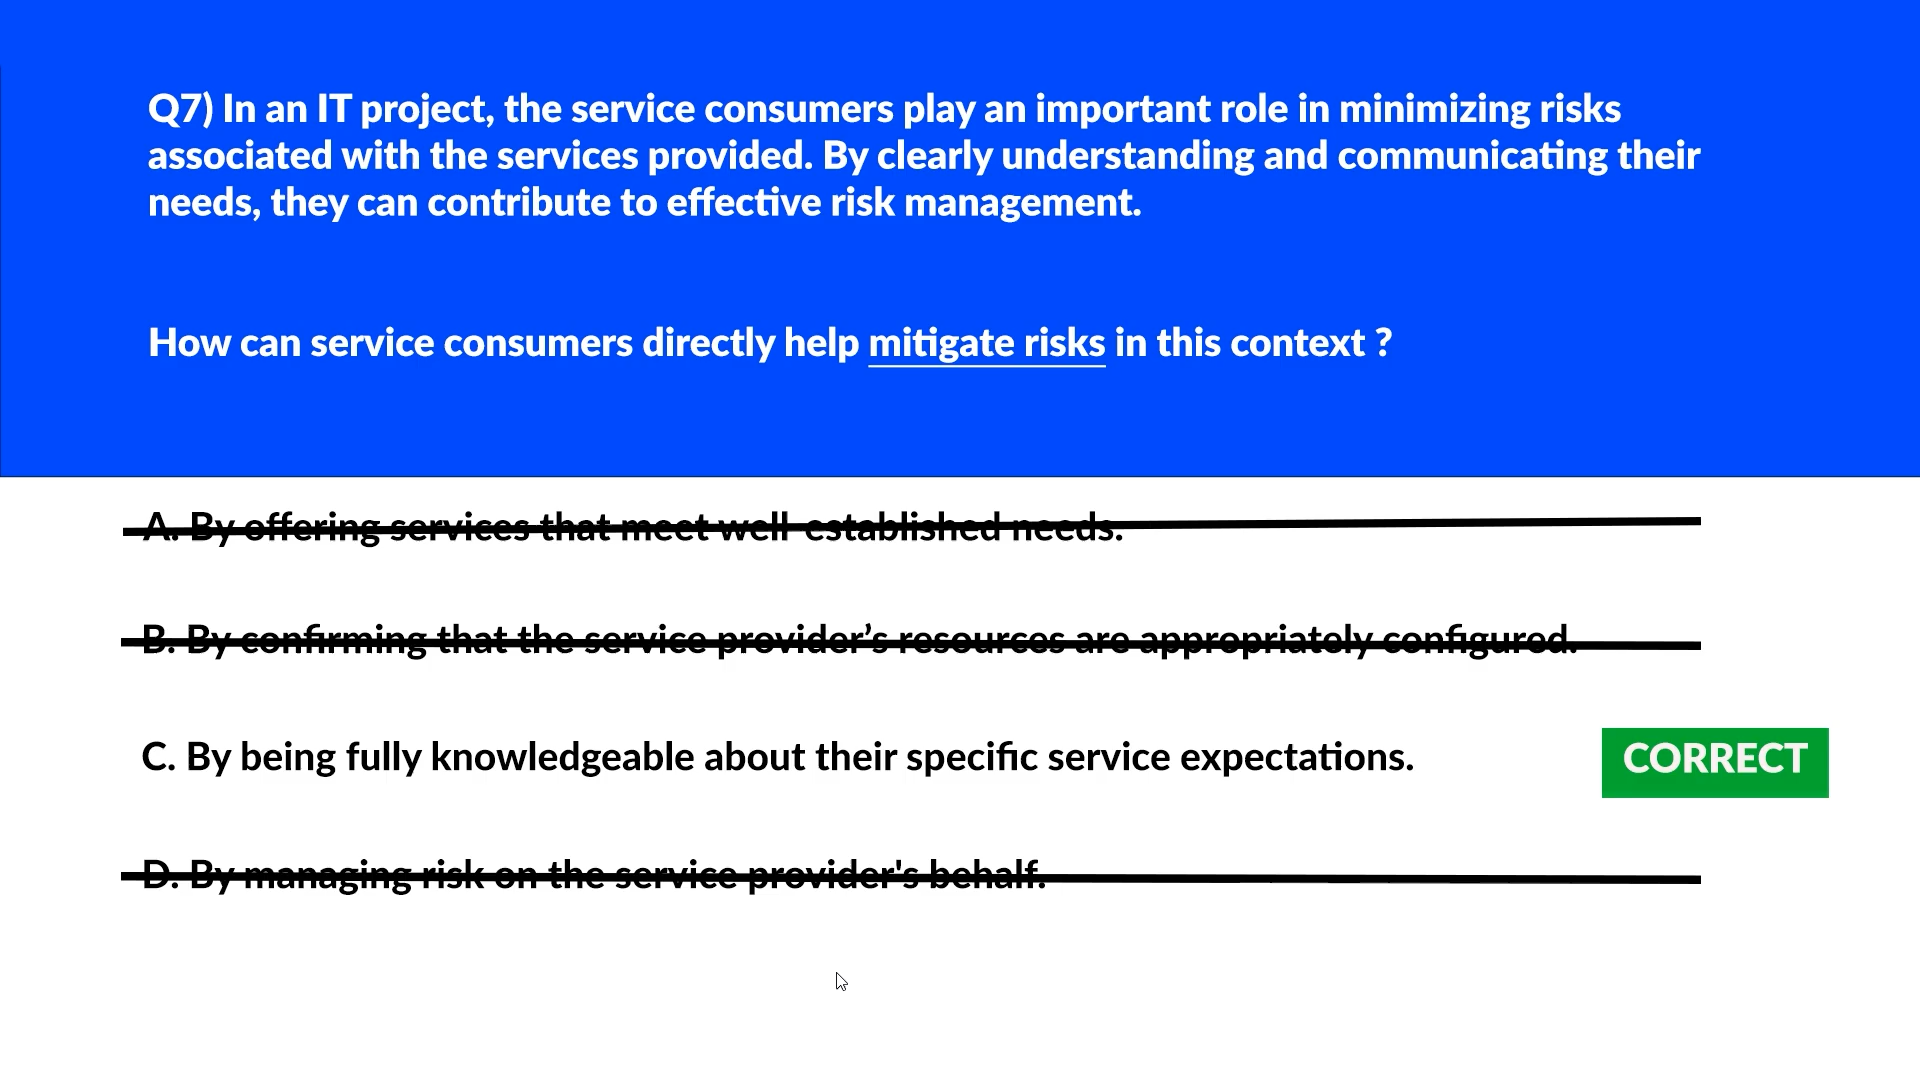 Q7) In an IT project, the service consumers play an important role in minimizing risks
associated with the services provided. By clearly understanding and communicating their
needs, they can contribute to effective risk management.
How can service consumers directly help mitigate risks in this context ?
A. By offering services that meet well-established needs.
B. By confirming that the service provider’s resources are appropriately configured.
C. By being fully knowledgeable about their specific service expectations.
CORRECT
D. By managing risk on the service provider's behalf.